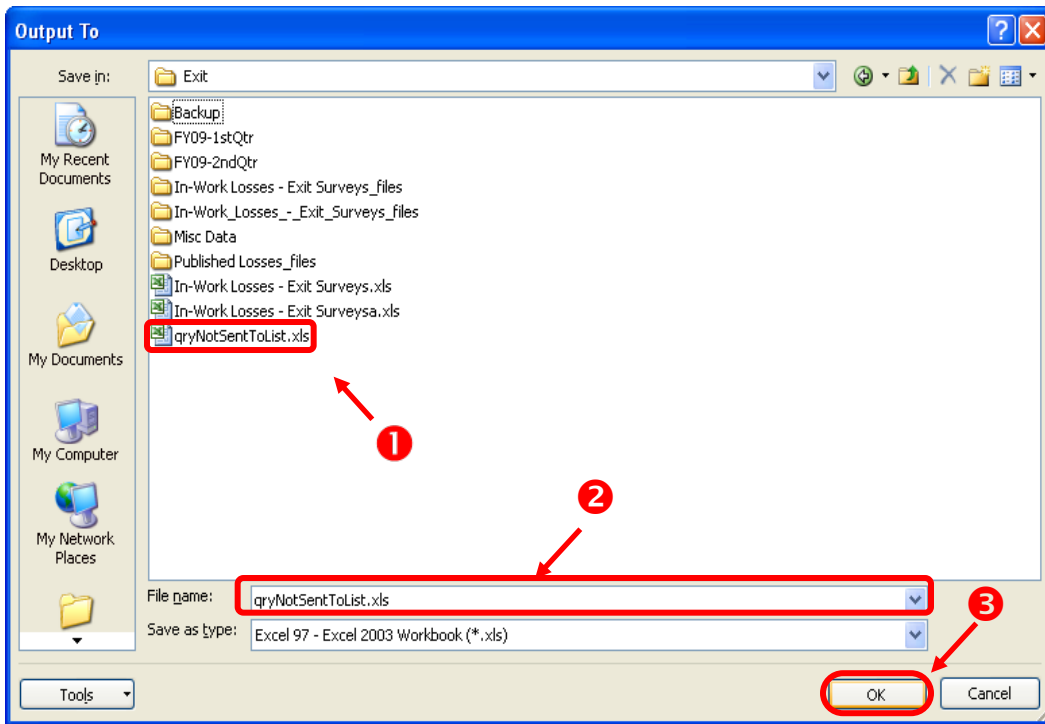 Output To
Save in:
Exit
Backup
FY09-1stQtr
FY09-2ndQtr
In-Work Losses - Exit Surveys_files
In-Work_Losses_-_Exit_Surveys_files
Misc Data
Published Losses_files
In-Work Losses - Exit Surveys.xls
In-Work Losses - Exit Surveysa.xls
qryNotSentToList.xls
My Recent
Documents
Desktop
My Documents
My Computer
My Network
Places
1
2
File name:
qryNotSentToList.xls
Save as type:
Excel 97 - Excel 2003 Workbook (*.xls)
3
Tools
OK
Cancel